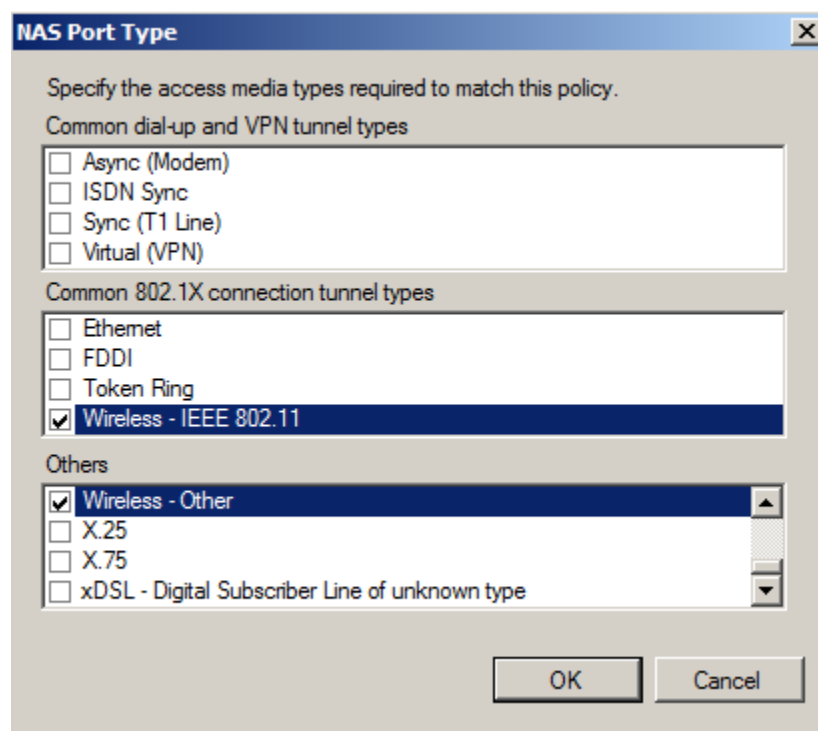 NAS Port Type
Specify the access media types required to match this policy.
Common dial-up and VPN tunnel types
Async (Modem)
ISDN Sync
Sync (T1 Line)
Virtual (VPN)
Common 802.1X connection tunnel types
Ethernet
FDDI
Token Ring
Wireless - IEEE 802.11
Others
Wireless - Other
X.25
X.75
xDSL - Digital Subscriber Line of unknown type
OK Cancel